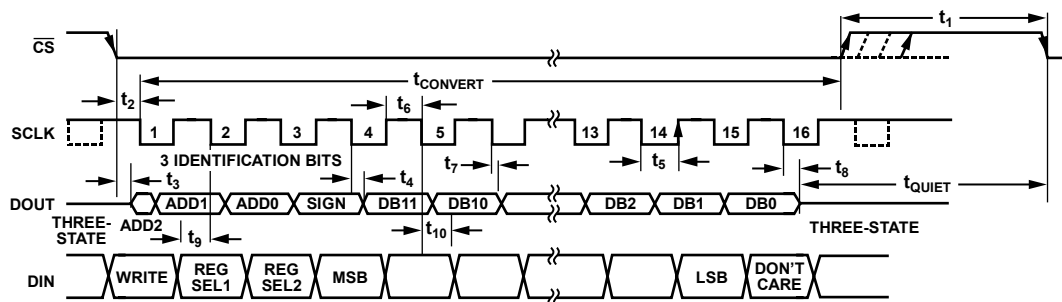 t1
CS
tCONVERT
t2
t6
SCLK
1 2 3 4 5 13 14 15 16
3 IDENTIFICATION BITS
t7
t5
t8
t3
t4
tQUIET
DOUT
ADD1 ADD0 SIGN DB11 DB10 DB2 DB1 DB0
THREE-
STATE
ADD2
THREE-STATE
t9
t10
DIN
WRITE
REG
SEL1
REG
SEL2
MSB
LSB
DON'T
CARE